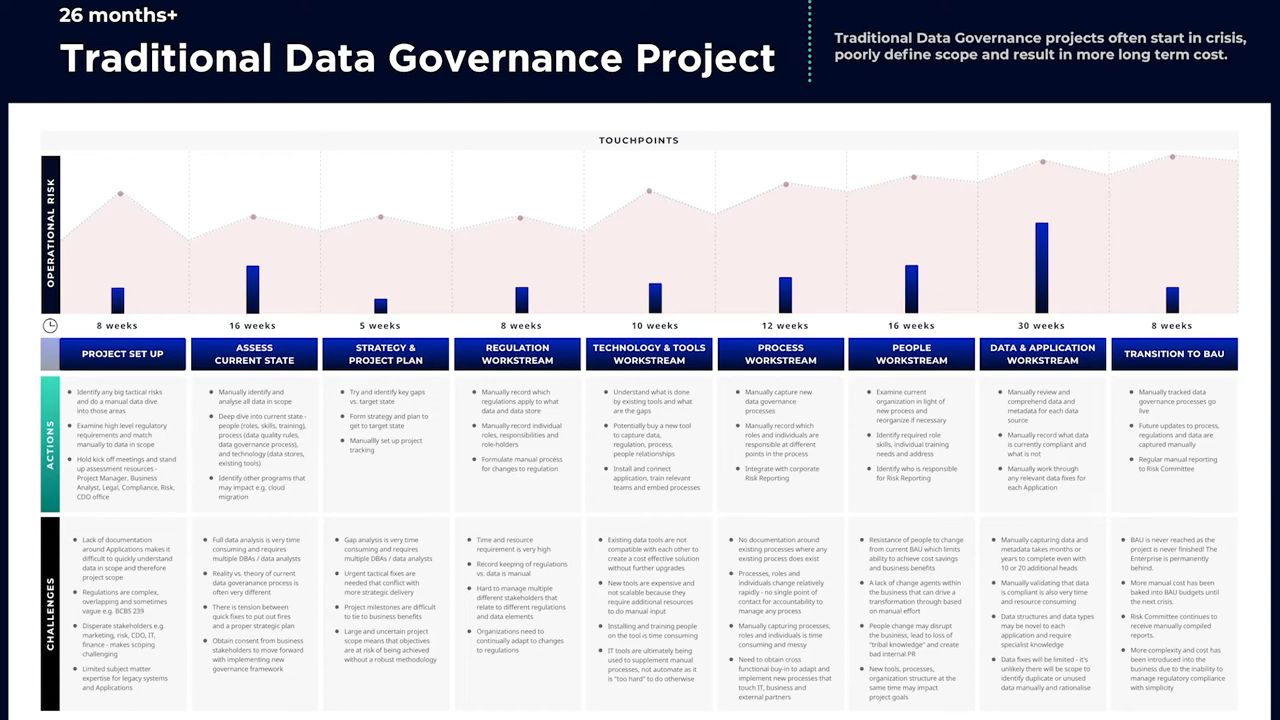 26 months+
Traditional Data Governance Project
Traditional Data Governance projects often start in crisis,
poorly define scope and result in more long term cost.
TOUCHPOINTS
OPERATIONAL RISK
8 weeks
16 weeks
5 weeks
8 weeks
10 weeks
12 weeks
16 weeks
30 weeks
8 weeks
PROJECT SET UP
ASSESS
CURRENT STATE
STRATEGY &
PROJECT PLAN
REGULATION
WORKSTREAM
TECHNOLOGY & TOOLS
WORKSTREAM
PROCESS
WORKSTREAM
PEOPLE
WORKSTREAM
DATA & APPLICATION
WORKSTREAM
TRANSITION TO BAU
ACTIONS
Identify any big tactical risks
and do a manual data dive
into those areas
Examine high level regulatory
requirements and match
manually to data in scope
Hold kick off meetings and stand
up assessment resources -
Project Manager, Business
Analyst, Legal, Compliance, Risk,
CDO office
Manually identify and
analyse all data in scope
Deep dive into current state -
people (roles, skills, training),
process (data quality rules,
data governance process),
and technology (data stores,
existing tools)
Identify other programs that
may impact e.g. cloud
migration
Try and identify key gaps
vs. target state
Form strategy and plan to
get to target state
Manuallly set up project
tracking
Manually record which
regulations apply to what
data and data store
Manually record individual
roles, responsibilities and
role-holders
Formulate manual process
for changes to regulation
Understand what is done
by existing tools and what
are the gaps
Potentially buy a new tool
to capture data,
regulation, process,
people relationships
Install and connect
application, train relevant
teams and embed processes
Manually capture new
data governance
processes
Manually record which
roles and individuals are
responsible at different
points in the process
Integrate with corporate
Risk Reporting
Examine current
organization in light of
new process and
reorganise if necessary
Identify required role
skills, individual training
needs and address
Identify who is responsible
for Risk Reporting
Manually review and
comprehend data and
metadata for each data
source
Manually record what data
is currently compliant and
what is not
Manually work through
any relevant data fixes for
each Application
Manually tracked data
governance processes go
live
Future updates to process,
regulations and data are
captured manually
Regular manual reporting
to Risk Committee
CHALLENGES
Lack of documentation
around Applications makes it
difficult to quickly understand
data in scope and therefore
project scope
Regulations are complex,
overlapping and sometimes
vague e.g. BCBS 239
Disperate stakeholders e.g.
marketing, risk, CDO, IT,
finance - makes scoping
challenging
Limited subject matter
expertise for legacy systems
and Applications
Full data analysis is very time
consuming and requires
multiple DBAs / data analysts
Reality vs. theory of current
data governance process is
often very different
There is tension between
quick fixes to put out fires
and a proper strategic plan
Obtain consent from business
stakeholders to move forward
with implementing new
governance framework
Gap analysis is very time
consuming and requires
multiple DBAs / data analysts
Urgent tactical fixes are
needed that conflict with
more strategic delivery
Project milestones are difficult
to tie to business benefits
Large and uncertain project
scope means that objectives
are at risk of being achieved
without a robust methodology
Time and resource
requirement is very high
Record keeping of regulations
vs. data is manual
Hard to manage multiple
different stakeholders that
relate to different regulations
and data elements
Organizations need to
continually adapt to changes
to regulations
Existing data tools are not
compatible with each other to
create a cost effective solution
without further upgrades
New tools are expensive and
not scalable because they
require additional resources
to do manual input
Installing and training people
on the tool is time consuming
IT tools are ultimately being
used to supplement manual
processes, not automate as it
is "too hard" to do otherwise
No documentation around
existing processes where any
process does exist
Processes, roles and
individuals change relatively
rapidly - no single point of
contact for accountability to
manage any process
Manually capturing processes,
roles and individuals is time
consuming and messy
Need to obtain cross
functional buy-in to adapt and
implement new processes that
touch IT, business and
external partners
Resistance of people to change
from current BAU which limits
ability to achieve cost savings
and business benefits
A lack of change agents within
the business that can drive a
transformation through based
on manual effort
People change may disrupt
the business, lead to loss of
"tribal knowledge" and create
bad internal PR
New tools, processes,
organization structure at the
same time may impact
project goals
Manually capturing data and
metadata takes months or
years to complete even with
10 or 20 additional heads
Manually validating that data
is compliant is also very time
and resource consuming
Data structures and data types
may be novel to each
application and require
specialist knowledge
Data fixes will be limited - it's
unlikely there will be scope to
identify duplicate or unused
data manually and rationalise
BAU is never reached as the
project is never finished! The
Enterprise is permanently
behind.
More manual cost has been
baked into BAU budgets until
the next crisis.
Risk Committee continues to
receive manually compiled
reports.
More complexity and cost has
been introduced into the
business due to the inability to
manage regulatory compliance
with simplicity